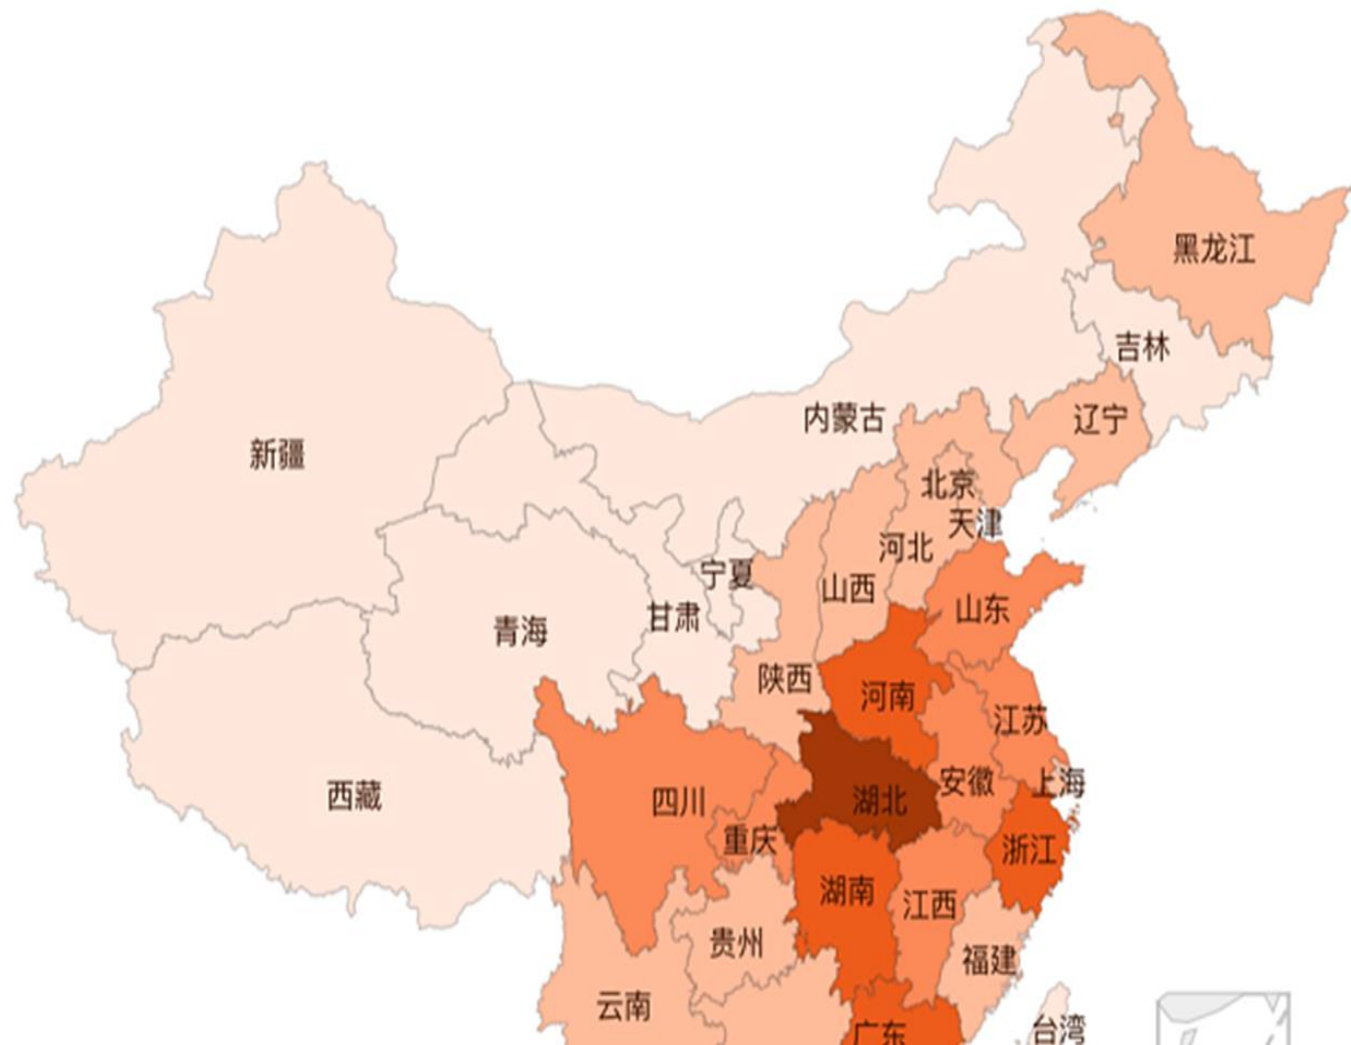 黑龙江
吉林
辽宁
内蒙古
新疆
北京
天津
河北
宁夏
山西
山东
甘肃
青海
陕西
河南
江苏
上海
安徽
西藏
四川
湖北
重庆
浙江
湖南
江西
贵州
福建
云南
广东
台湾